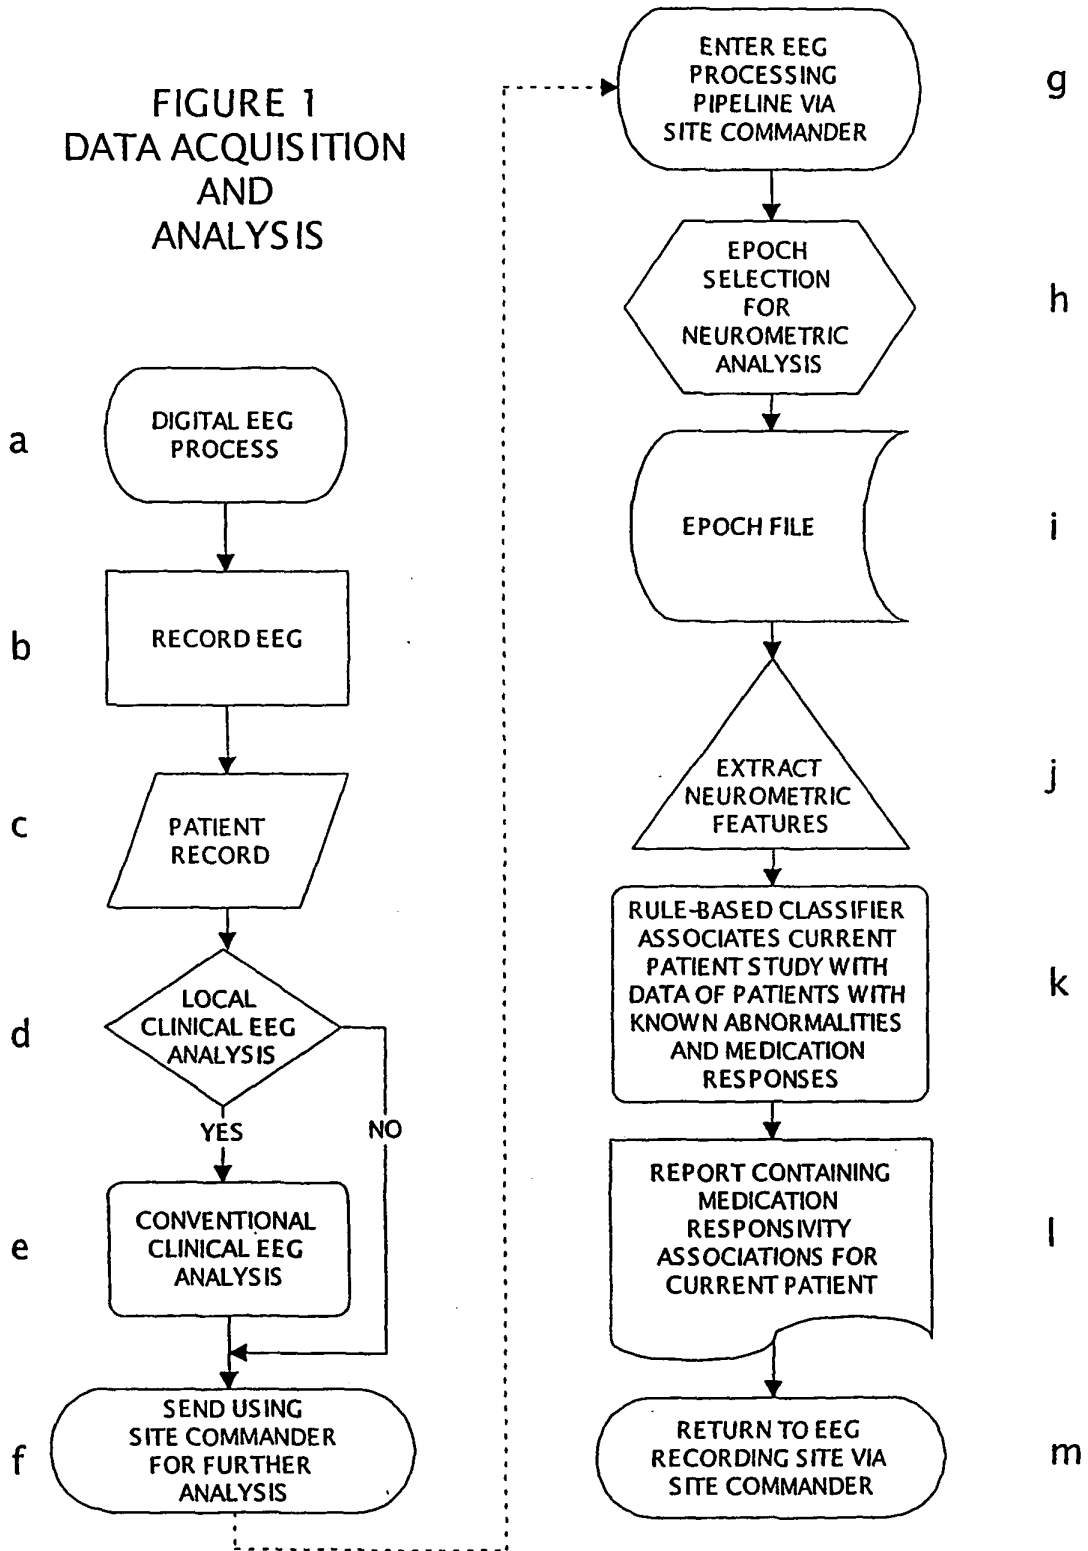 FIGURE 1
DATA ACQUISITION
AND
ANALYSIS
a
DIGITAL EEG
PROCESS
b
RECORD EEG
c
PATIENT
RECORD
d
LOCAL
CLINICAL EEG
ANALYSIS
YES
NO
e
CONVENTIONAL
CLINICAL EEG
ANALYSIS
f
SEND USING
SITE COMMANDER
FOR FURTHER
ANALYSIS
ENTER EEG
PROCESSING
PIPELINE VIA
SITE COMMANDER
g
EPOCH
SELECTION
FOR
NEUROMETRIC
ANALYSIS
h
EPOCH FILE
i
EXTRACT
NEUROMETRIC
FEATURES
j
RULE-BASED CLASSIFIER
ASSOCIATES CURRENT
PATIENT STUDY WITH
DATA OF PATIENTS WITH
KNOWN ABNORMALITIES
AND MEDICATION
RESPONSES
k
REPORT CONTAINING
MEDICATION
RESPONSIVITY
ASSOCIATIONS FOR
CURRENT PATIENT
l
RETURN TO EEG
RECORDING SITE VIA
SITE COMMANDER
m